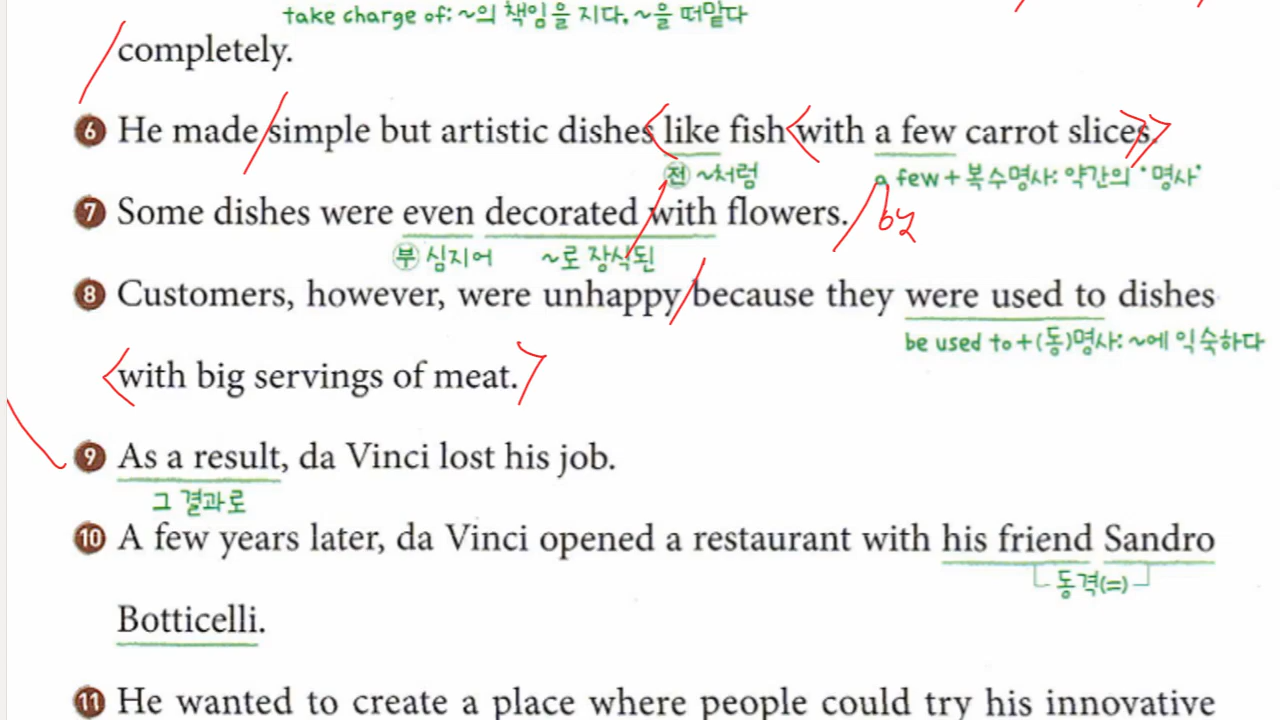 take charge of: ~의 책임을 지다, ~을 떠맡다
completely.
6 He made simple but artistic dishes like fish with a few carrot slices.
전 ~처럼 a few+복수명사: 약간의 '명사'
7 Some dishes were even decorated with flowers. by
부 심지어 ~로 장식된
8 Customers, however, were unhappy because they were used to dishes
be used to+(동)명사: ~에 익숙하다
with big servings of meat.
9 As a result, da Vinci lost his job.
그 결과로
10 A few years later, da Vinci opened a restaurant with his friend Sandro
동격(=)
Botticelli.
11 He wanted to create a place where people could try his innovative